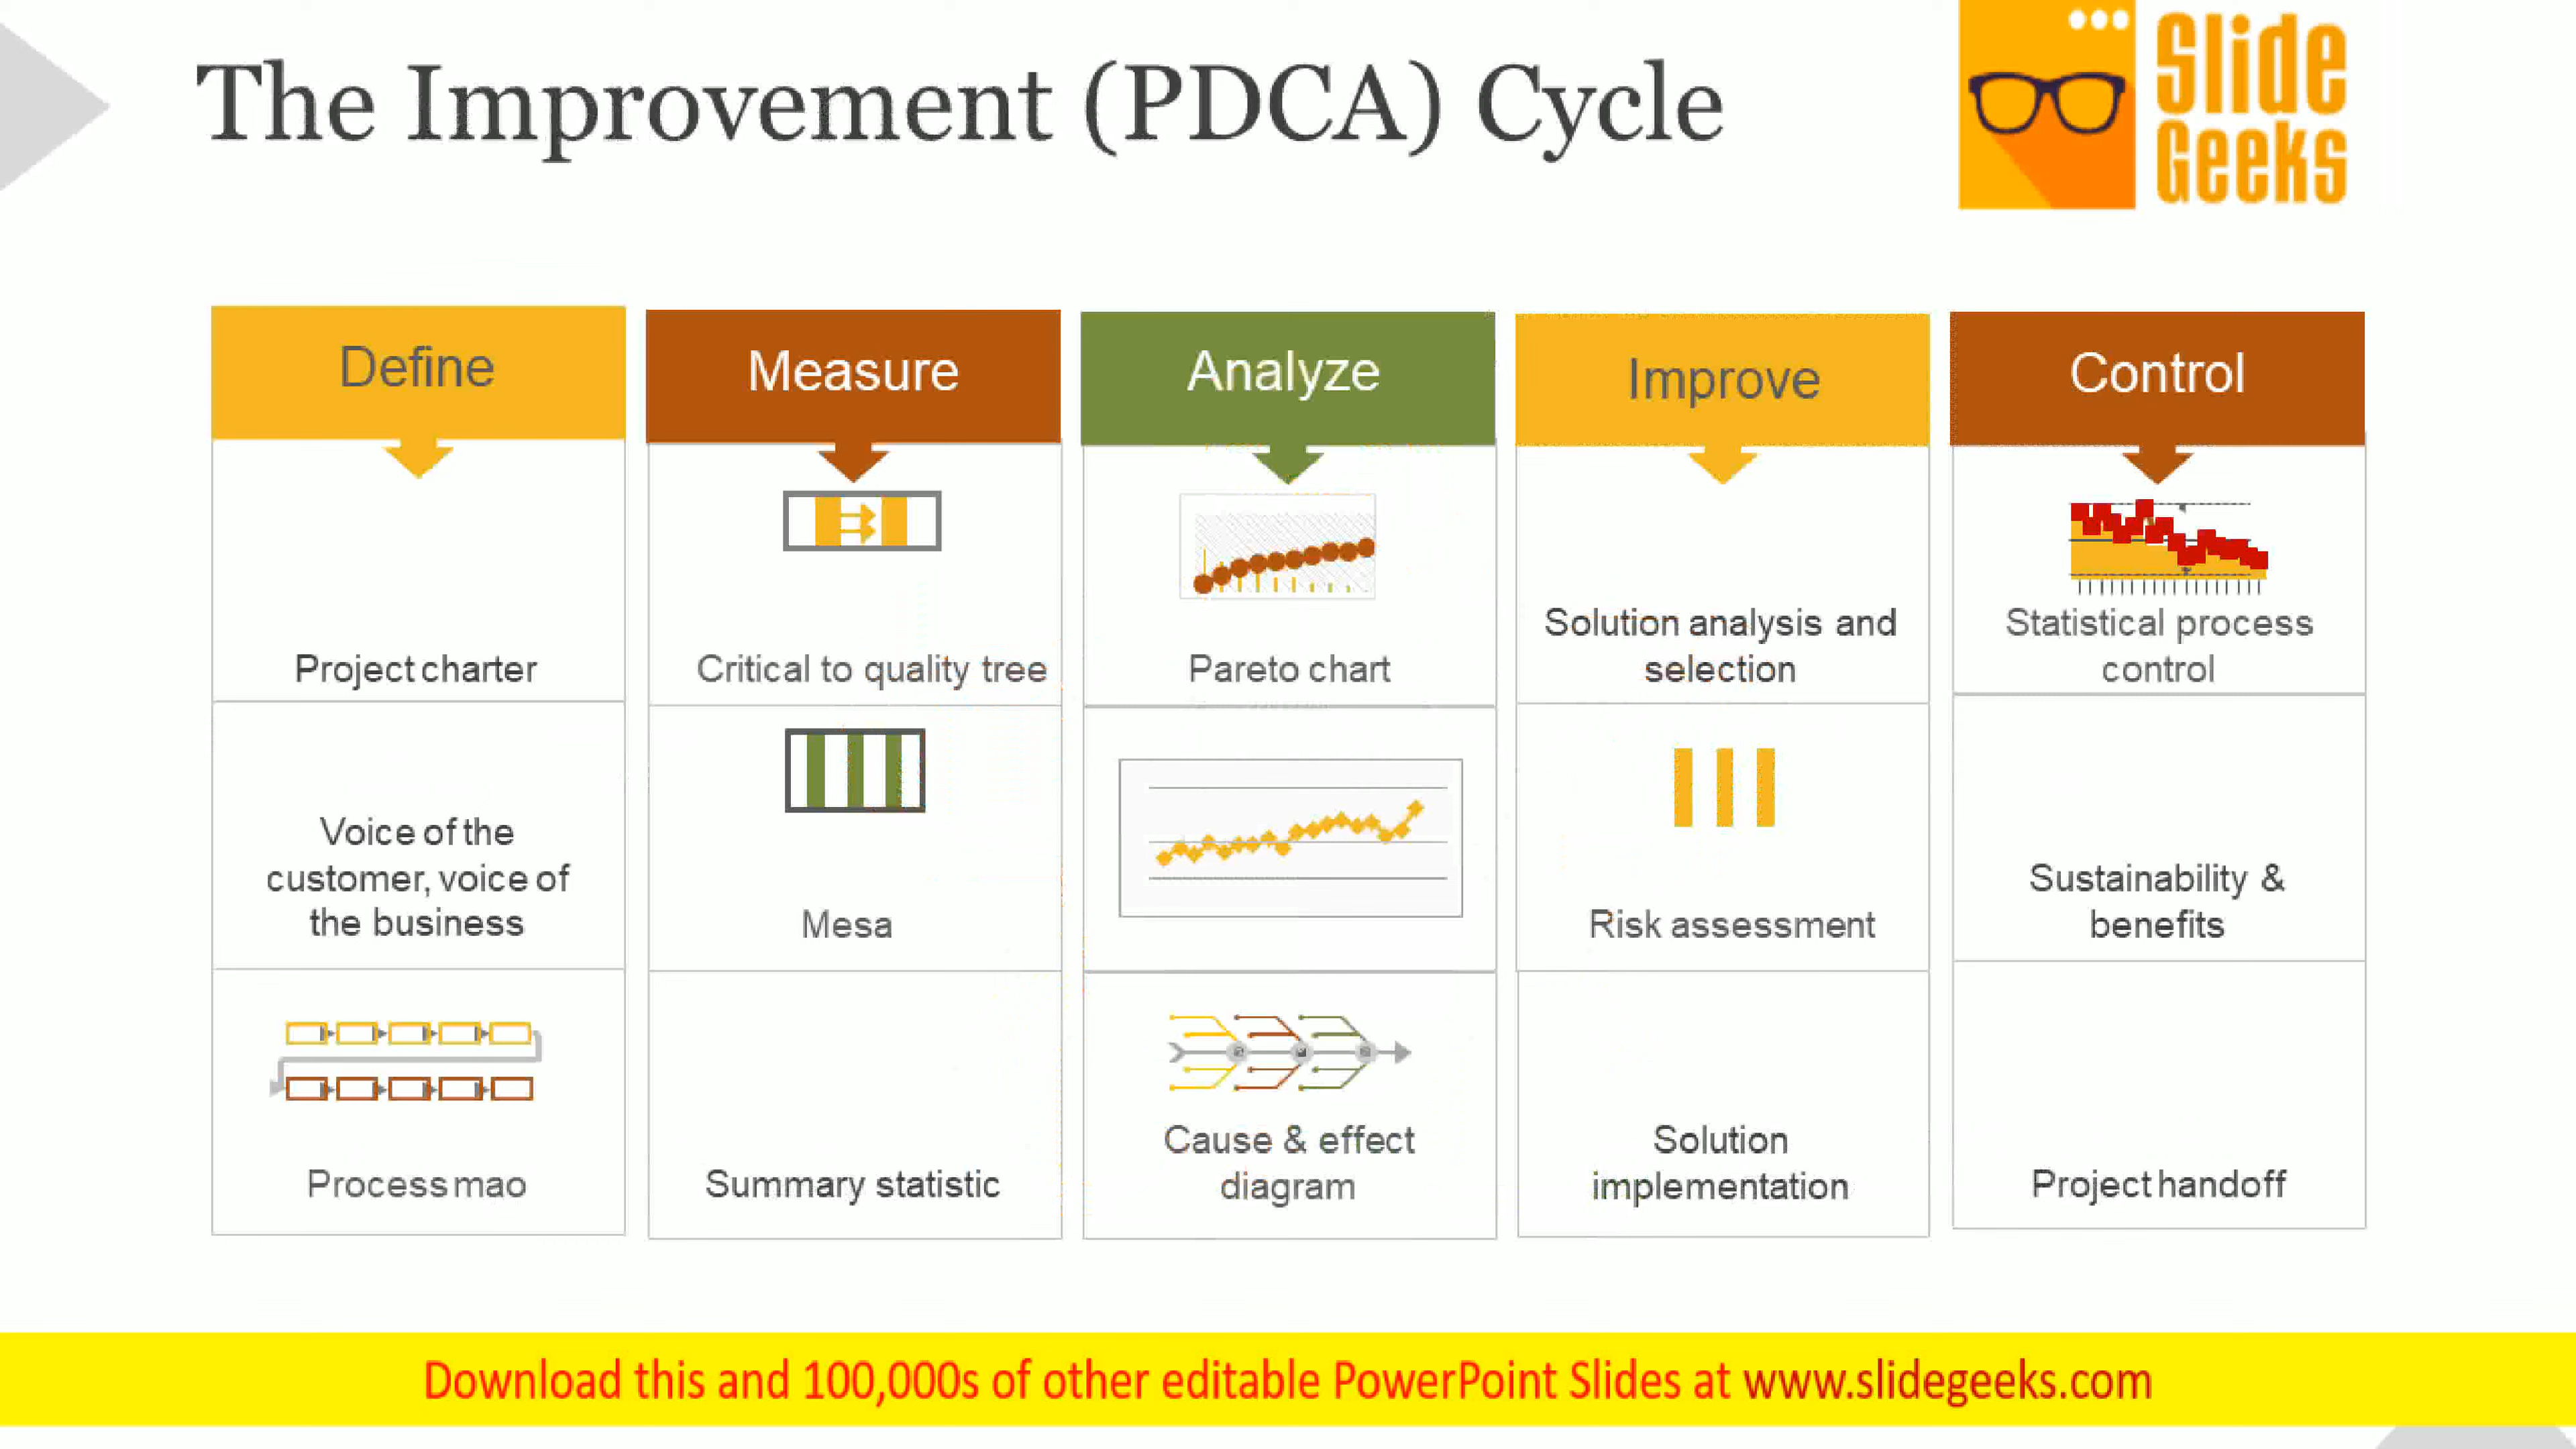 The Improvement (PDCA) Cycle
Slide
Geeks
Define
Measure
Analyze
Improve
Control
Project charter
Critical to quality tree
Pareto chart
Solution analysis and
selection
Statistical process
control
Voice of the
customer, voice of
the business
Mesa
Risk assessment
Sustainability &
benefits
Process mao
Summary statistic
Cause & effect
diagram
Solution
implementation
Project handoff
Download this and 100,000s of other editable PowerPoint Slides at www.slidegeeks.com